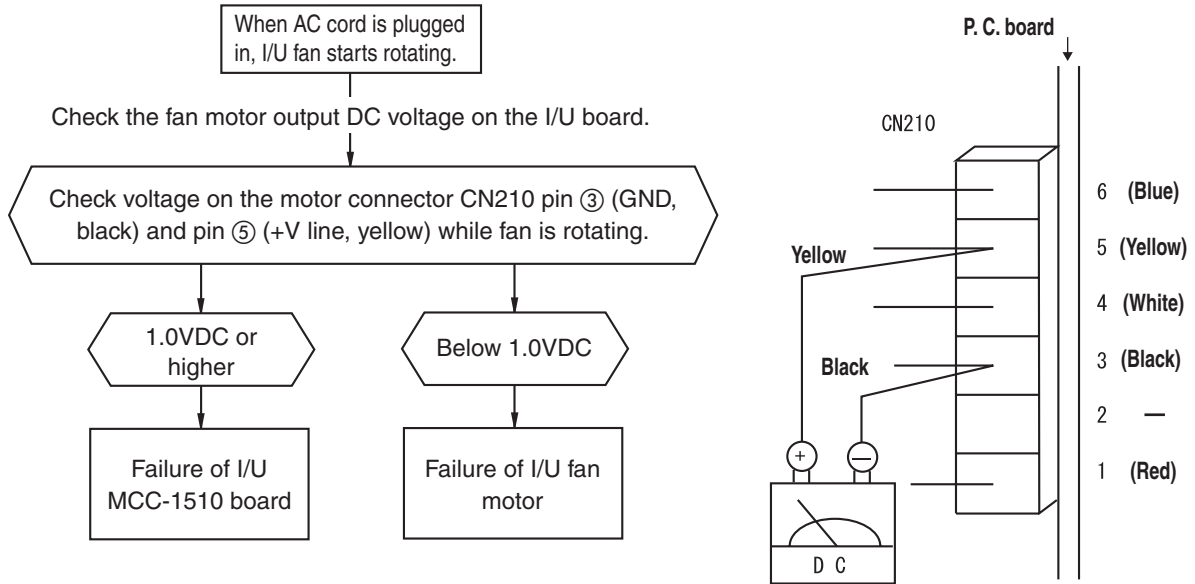 When AC cord is plugged
in, I/U fan starts rotating.
Check the fan motor output DC voltage on the I/U board.
Check voltage on the motor connector CN210 pin ③ (GND,
black) and pin ⑤ (+V line, yellow) while fan is rotating.
1.0VDC or
higher
Below 1.0VDC
Failure of I/U
MCC-1510 board
Failure of I/U fan
motor
P. C. board
CN210
6 (Blue)
Yellow
5 (Yellow)
4 (White)
Black
3 (Black)
2 —
1 (Red)
+ −
D C